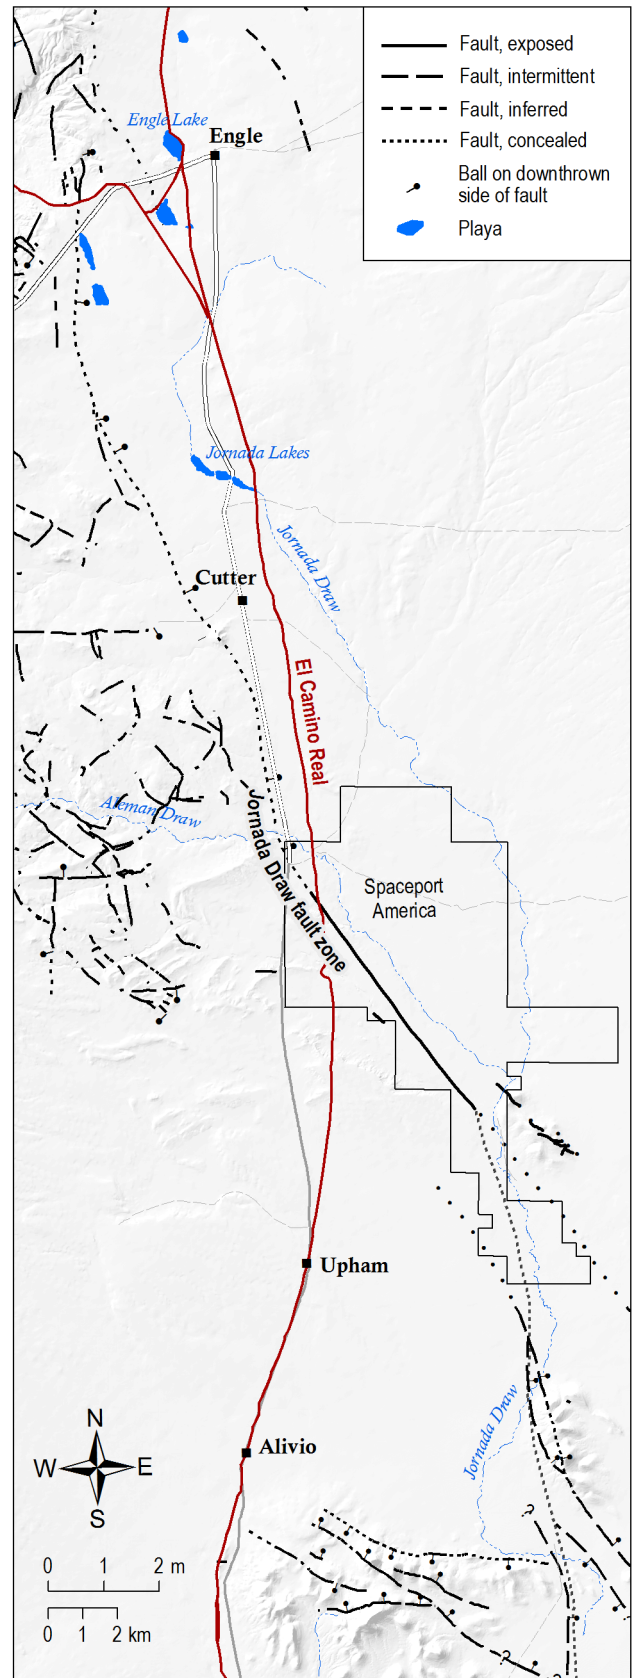 Fault, exposed
Fault, intermittent
Fault, inferred
Fault, concealed
Ball on downthrown
side of fault
Playa
Engle Lake
Engle
Jornada Lakes
Jornada Draw
Cutter
El Camino Real
Aleman Draw
Jornada Draw fault zone
Spaceport
America
Upham
Jornada Draw
Alivio
N
W
E
S
0 1 2 m
0 1 2 km
?
?
?